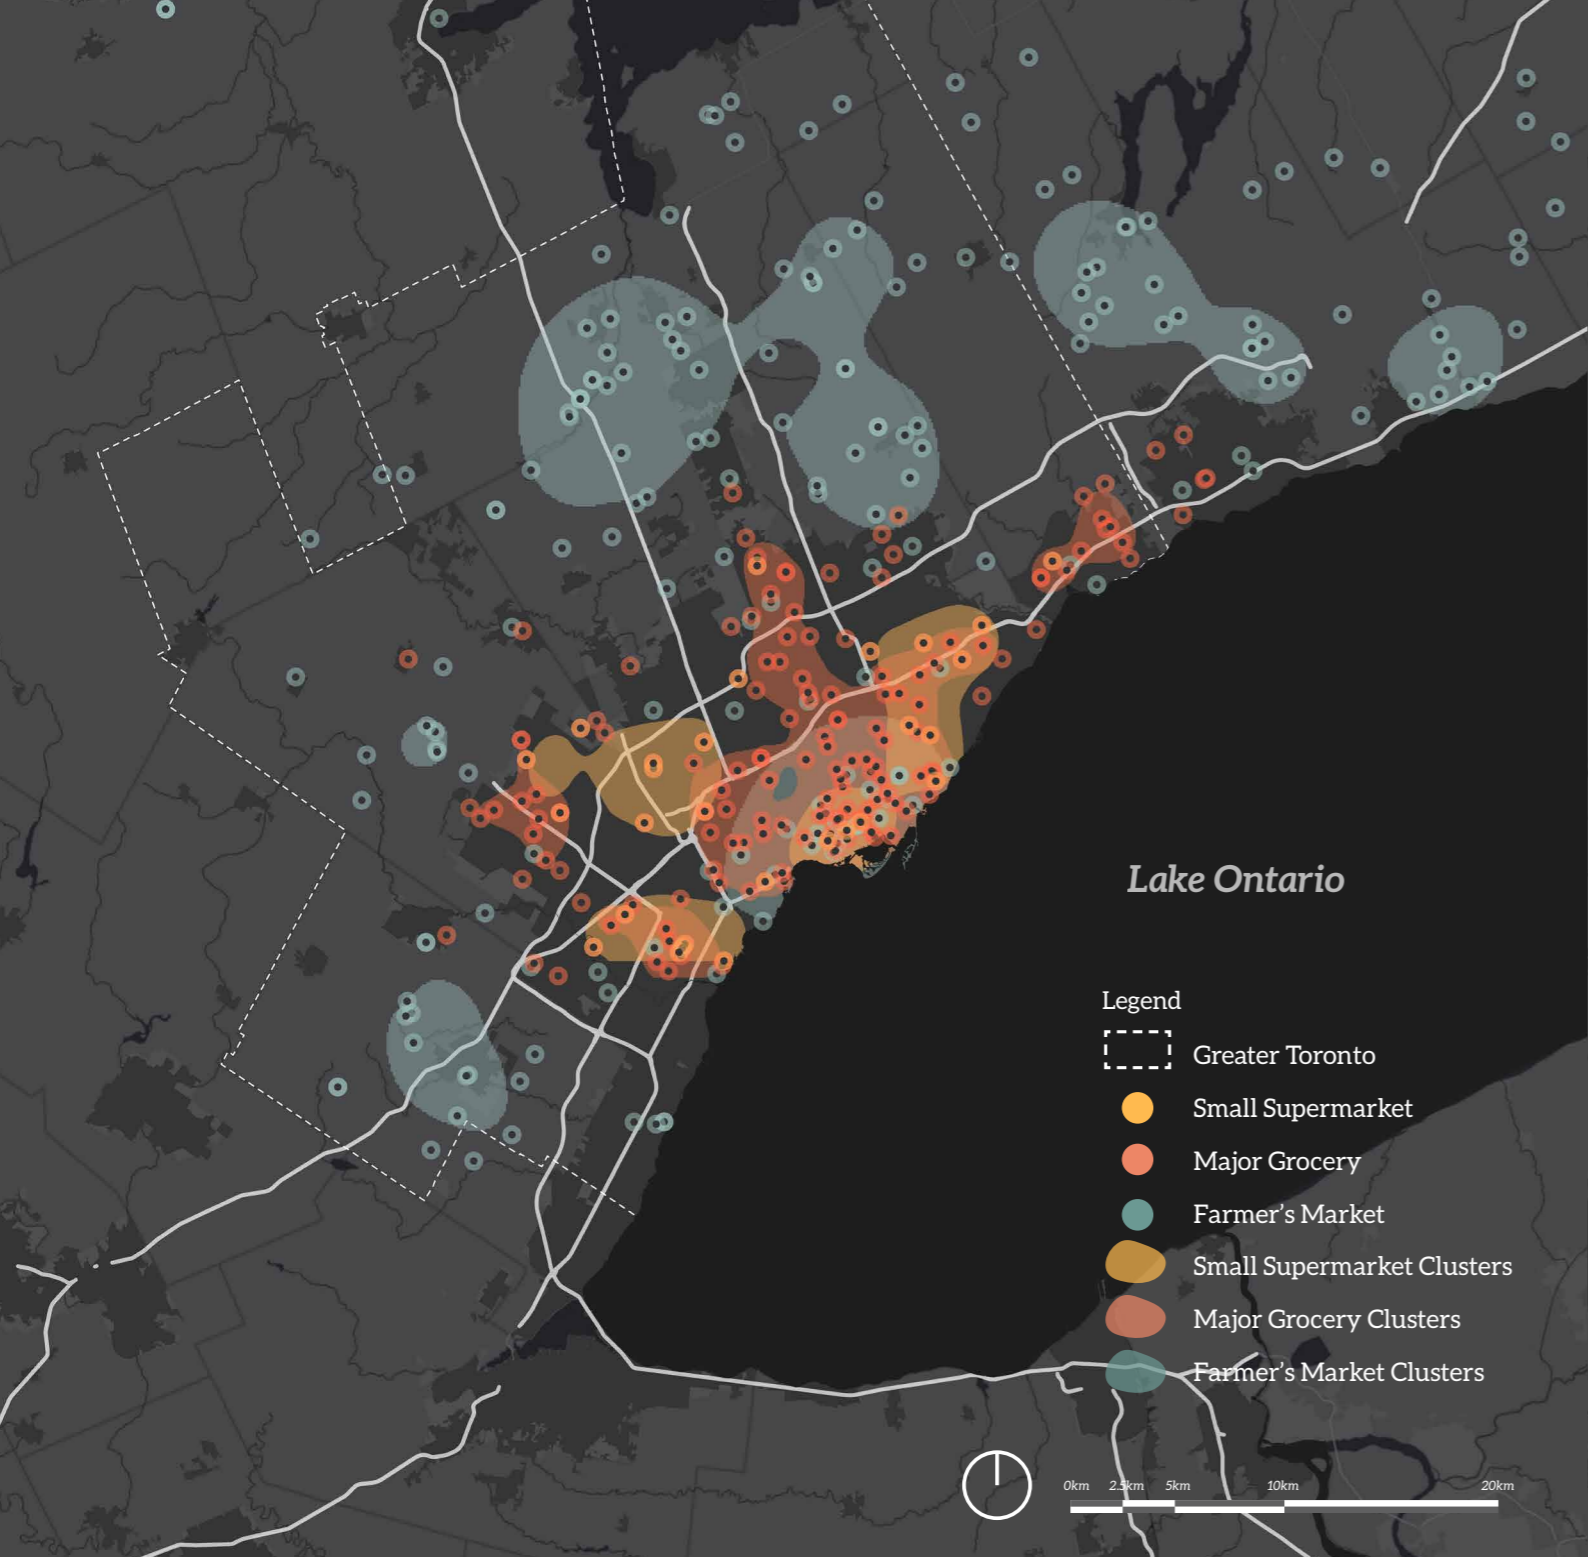 Lake Ontario
Legend
Greater Toronto
Small Supermarket
Major Grocery
Farmer’s Market
Small Supermarket Clusters
Major Grocery Clusters
Farmer’s Market Clusters
0km 2.5km 5km 10km 20km